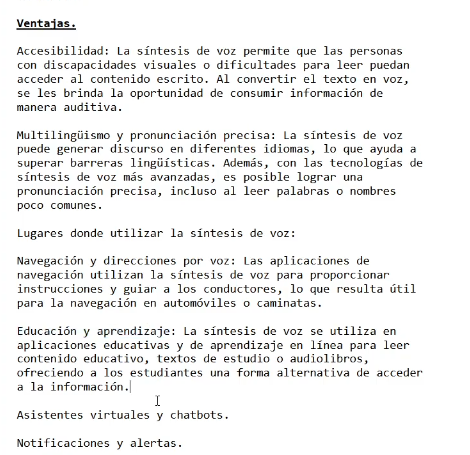 Ventajas.
Accesibilidad: La síntesis de voz permite que las personas
con discapacidades visuales o dificultades para leer puedan
acceder al contenido escrito. Al convertir el texto en voz,
se les brinda la oportunidad de consumir información de
manera auditiva.
Multilingüismo y pronunciación precisa: La síntesis de voz
puede generar discurso en diferentes idiomas, lo que ayuda a
superar barreras lingüísticas. Además, con las tecnologías de
síntesis de voz más avanzadas, es posible lograr una
pronunciación precisa, incluso al leer palabras o nombres
poco comunes.
Lugares donde utilizar la síntesis de voz:
Navegación y direcciones por voz: Las aplicaciones de
navegación utilizan la síntesis de voz para proporcionar
instrucciones y guiar a los conductores, lo que resulta útil
para la navegación en automóviles o caminatas.
Educación y aprendizaje: La síntesis de voz se utiliza en
aplicaciones educativas y de aprendizaje en línea para leer
contenido educativo, textos de estudio o audiolibros,
ofreciendo a los estudiantes una forma alternativa de acceder
a la información.
Asistentes virtuales y chatbots.
Notificaciones y alertas.